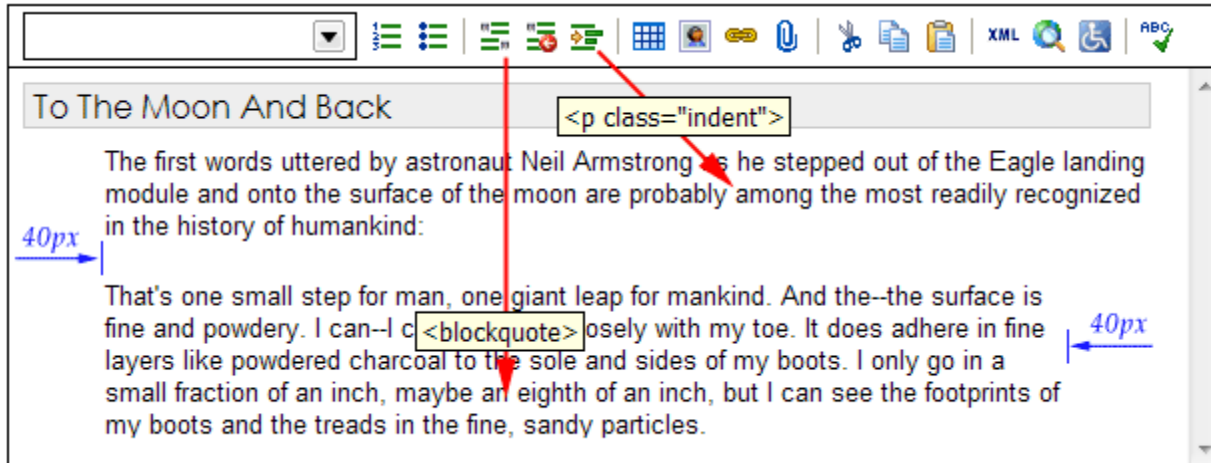 XML ABC
To The Moon And Back
<p class="indent">
The first words uttered by astronaut Neil Armstrong as he stepped out of the Eagle landing
module and onto the surface of the moon are probably among the most readily recognized
in the history of humankind:
40px
That's one small step for man, one giant leap for mankind. And the--the surface is
fine and powdery. I can--I c <blockquote> osely with my toe. It does adhere in fine
40px
layers like powdered charcoal to the sole and sides of my boots. I only go in a
small fraction of an inch, maybe an eighth of an inch, but I can see the footprints of
my boots and the treads in the fine, sandy particles.